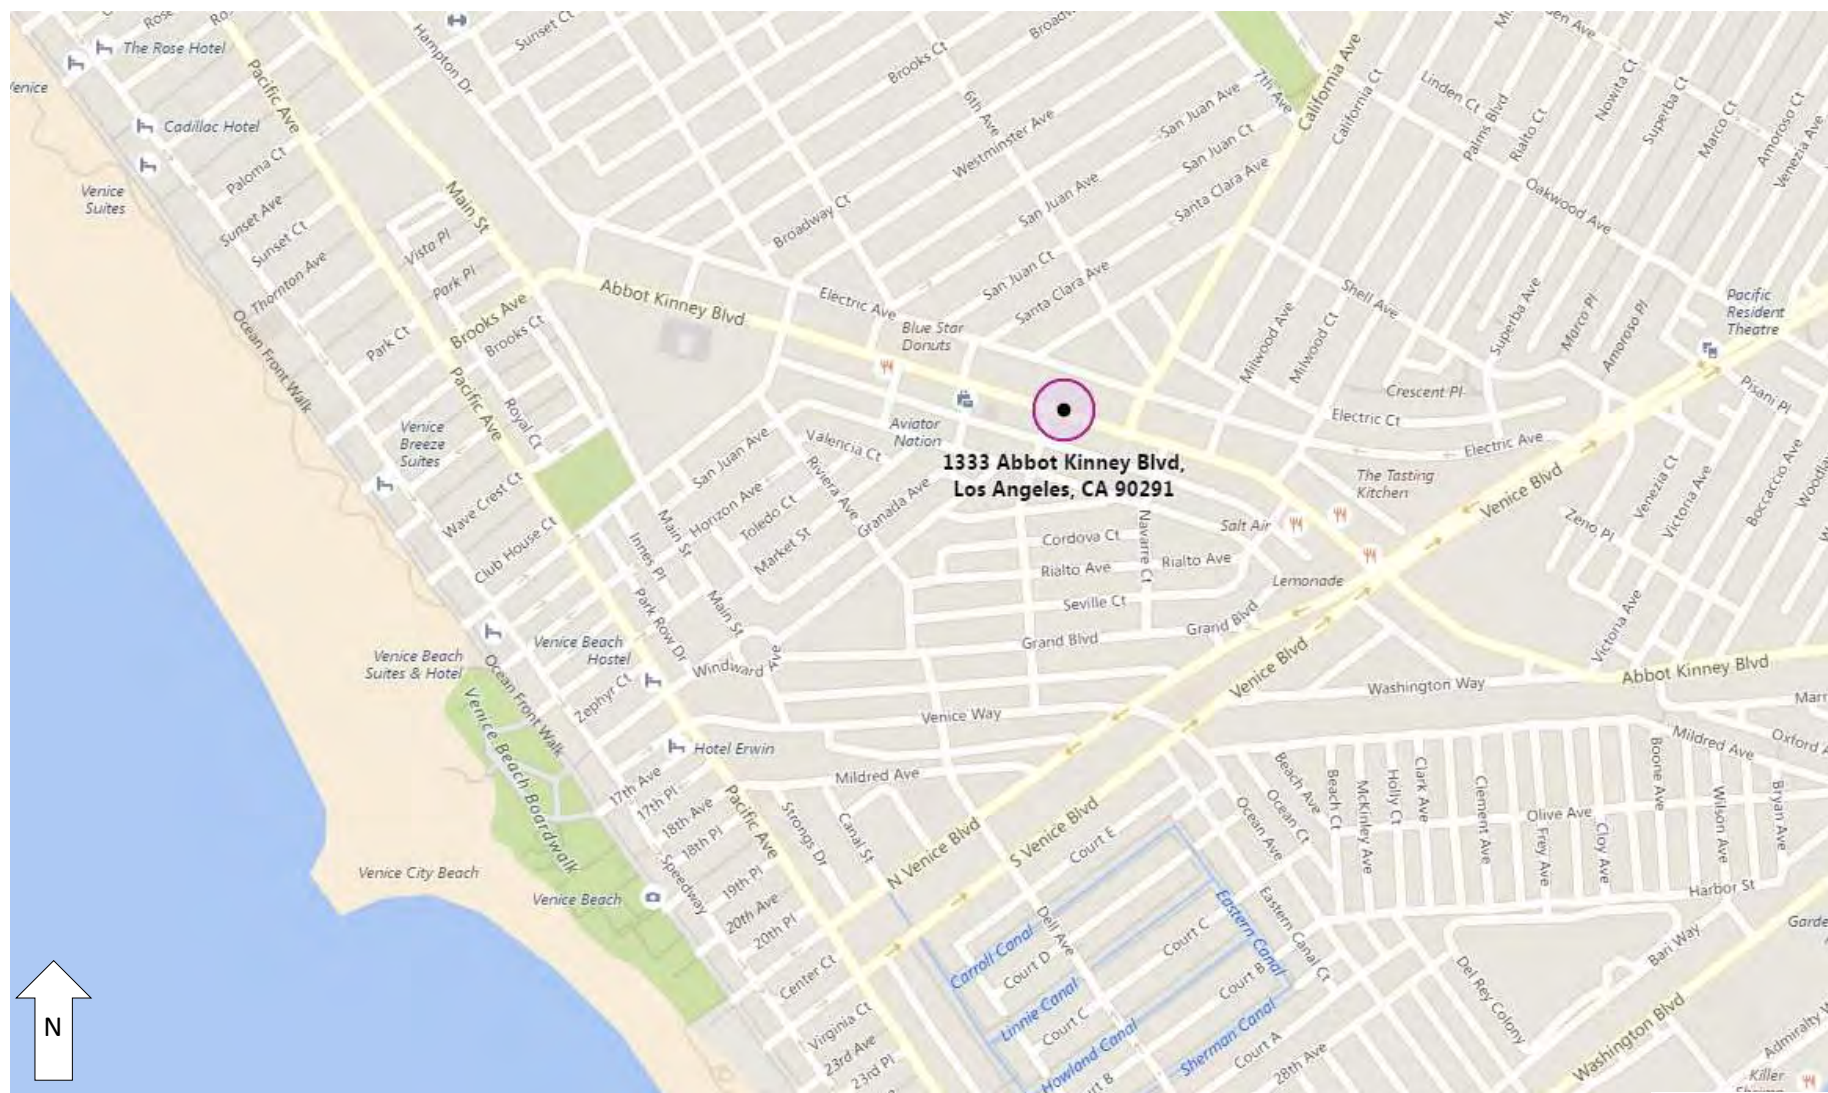 The Rose Hotel
Hampton Dr
Sunset Ct
Brooks Ct
7th Ave
California Ave
California Ct
Linden Ct
Palms Blvd
Rialto Ct
Nowita Ct
Superba Ct
Marco Ct
Amoroso Ct
Venezia Ave
Pacific Ave
Cadillac Hotel
6th Ave
San Juan Ave
Westminster Ave
San Juan Ct
Paloma Ct
Venice
Suites
Sunset Ave
Sunset Ct
Thornton Ave
Main St
Vista Pl
Park Pl
Broadway Ct
San Juan Ave
Santa Clara Ave
Oakwood Ave
Brooks Ave
Brooks Ct
Park Ct
Ocean Front Walk
Abbot Kinney Blvd
Electric Ave
San Juan Ct
Santa Clara Ave
Shell Ave
Blue Star
Donuts
Milwood Ave
Milwood Ct
Superba Ave
Marco Pl
Amoroso Pl
Pacific
Resident
Theatre
Crescent Pl
Pisani Pl
Electric Ct
Electric Ave
Pacific Ave
Royal Ct
Venice
Breeze
Suites
Aviator
Nation
1333 Abbot Kinney Blvd,
Los Angeles, CA 90291
The Tasting
Kitchen
Venice Blvd
San Juan Ave
Valencia Ct
Riviera Ave
Horizon Ave
Toledo Ct
Granada Ave
Market St
Wave Crest Ct
Club House Ct
Main St
Innes Pl
Park Row Dr
Main St
Cordova Ct
Rialto Ave
Navarre Ct
Rialto Ave
Seville Ct
Grand Blvd
Grand Blvd
Salt Air
Lemonade
Zeno Pl
Venezia Ct
Victoria Ave
Boccaccio Ave
Victoria Ave
Venice Beach
Hostel
Venice Beach
Suites & Hotel
Windward Ave
Zephyr Ct
Ocean Front Walk
Venice Beach Boardwalk
Venice Way
Venice Blvd
Washington Way
Abbot Kinney Blvd
Hotel Erwin
Mildred Ave
Mildred Ave
17th Ave
17th Pl
18th Ave
18th Pl
19th Pl
20th Ave
20th Pl
Pacific Ave
Strongs Dr
Canal St
N Venice Blvd
S Venice Blvd
Court E
Ocean Ave
Ocean Ct
Beach Ave
Beach Ct
McKinley Ave
Holly Ct
Clark Ave
Clement Ave
Olive Ave
Frey Ave
Cloy Ave
Boone Ave
Wilson Ave
Bryan Ave
Harbor St
Venice City Beach
Venice Beach
Speedway
Center Ct
Virginia Ct
23rd Ave
23rd Pl
Carroll Canal
Court D
Linnie Canal
Court C
Howland Canal
Dell Ave
Court C
Court B
Eastern Canal
Eastern Canal Ct
Sherman Canal
Court A
28th Ave
Del Rey Colony
Bari Way
Washington Blvd
Killer
N